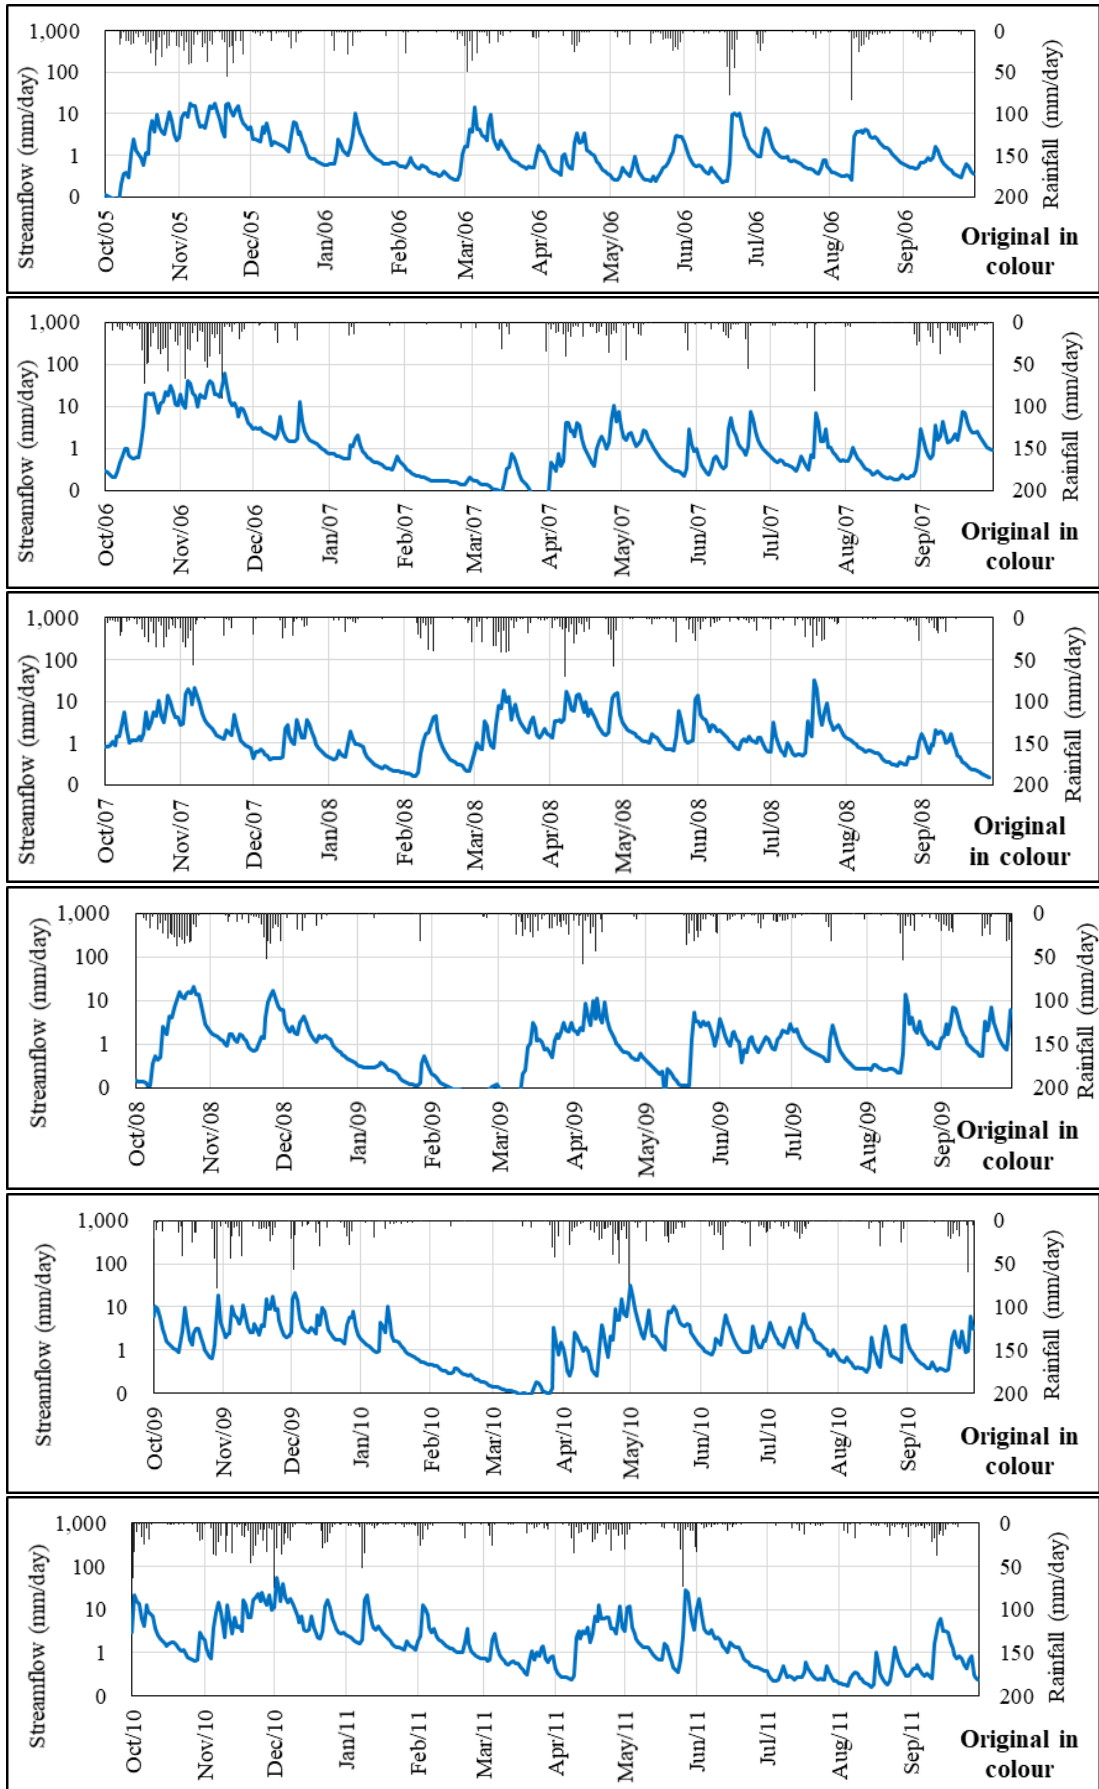 1,000
100
10
1
0
Streamflow (mm/day)
0
50
100
150
200
Rainfall (mm/day)
Oct/05
Nov/05
Dec/05
Jan/06
Feb/06
Mar/06
Apr/06
May/06
Jun/06
Jul/06
Aug/06
Sep/06
Original in
colour
1,000
100
10
1
0
Streamflow (mm/day)
0
50
100
150
200
Rainfall (mm/day)
Oct/06
Nov/06
Dec/06
Jan/07
Feb/07
Mar/07
Apr/07
May/07
Jun/07
Jul/07
Aug/07
Sep/07
Original in
colour
1,000
100
10
1
0
Streamflow (mm/day)
0
50
100
150
200
Rainfall (mm/day)
Oct/07
Nov/07
Dec/07
Jan/08
Feb/08
Mar/08
Apr/08
May/08
Jun/08
Jul/08
Aug/08
Sep/08
Original
in colour
1,000
100
10
1
0
Streamflow (mm/day)
0
50
100
150
200
Rainfall (mm/day)
Oct/08
Nov/08
Dec/08
Jan/09
Feb/09
Mar/09
Apr/09
May/09
Jun/09
Jul/09
Aug/09
Sep/09
Original in
colour
1,000
100
10
1
0
Streamflow (mm/day)
0
50
100
150
200
Rainfall (mm/day)
Oct/09
Nov/09
Dec/09
Jan/10
Feb/10
Mar/10
Apr/10
May/10
Jun/10
Jul/10
Aug/10
Sep/10
Original in
colour
1,000
100
10
1
0
Streamflow (mm/day)
0
50
100
150
200
Rainfall (mm/day)
Oct/10
Nov/10
Dec/10
Jan/11
Feb/11
Mar/11
Apr/11
May/11
Jun/11
Jul/11
Aug/11
Sep/11
Original in
colour